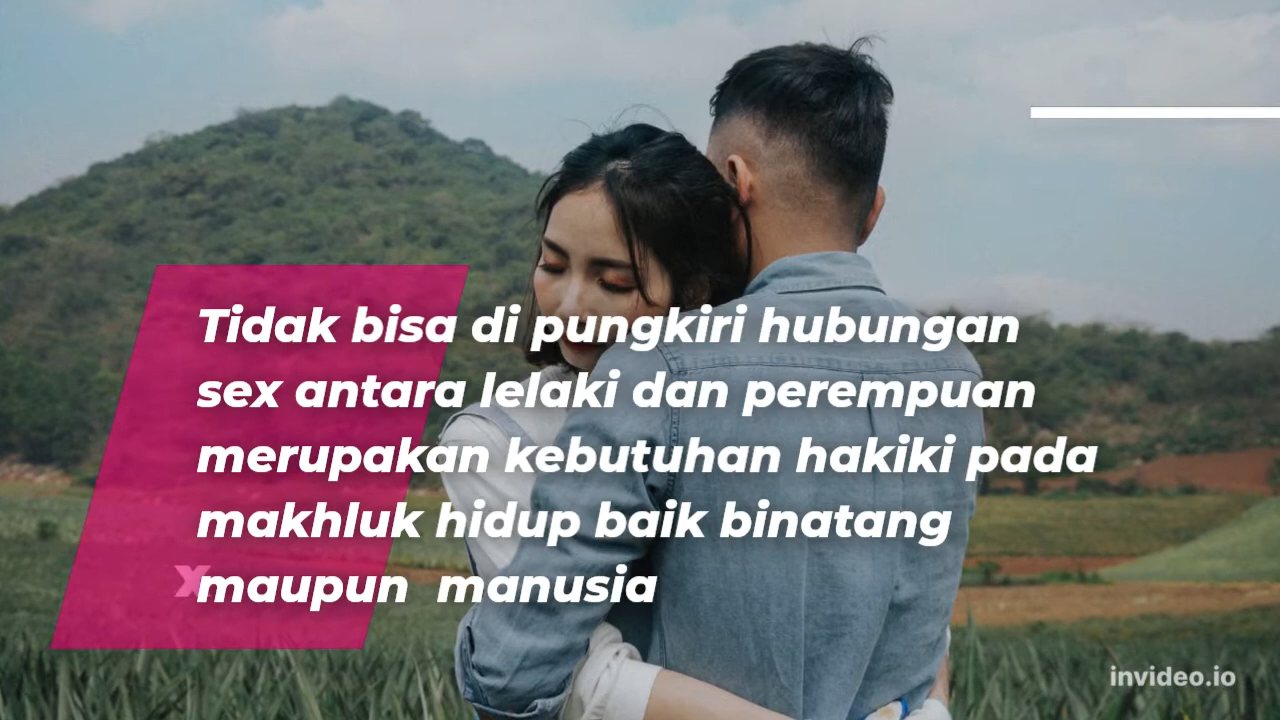 Tidak bisa di pungkiri hubungan
sex antara lelaki dan perempuan
merupakan kebutuhan hakiki pada
makhluk hidup baik binatang
maupun manusia
x
invideo.io